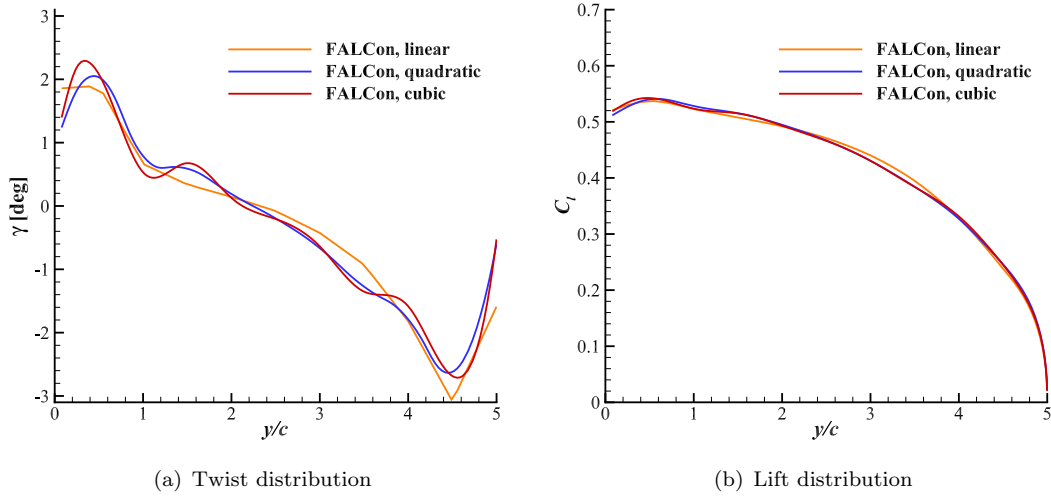 3
2
1
0
-1
-2
-3
γ [deg]
FALCon, linear
FALCon, quadratic
FALCon, cubic
0 1 2 3 4 5
y/c
(a) Twist distribution
0.7
0.6
0.5
0.4
0.3
0.2
0.1
0
C_l
FALCon, linear
FALCon, quadratic
FALCon, cubic
0 1 2 3 4 5
y/c
(b) Lift distribution